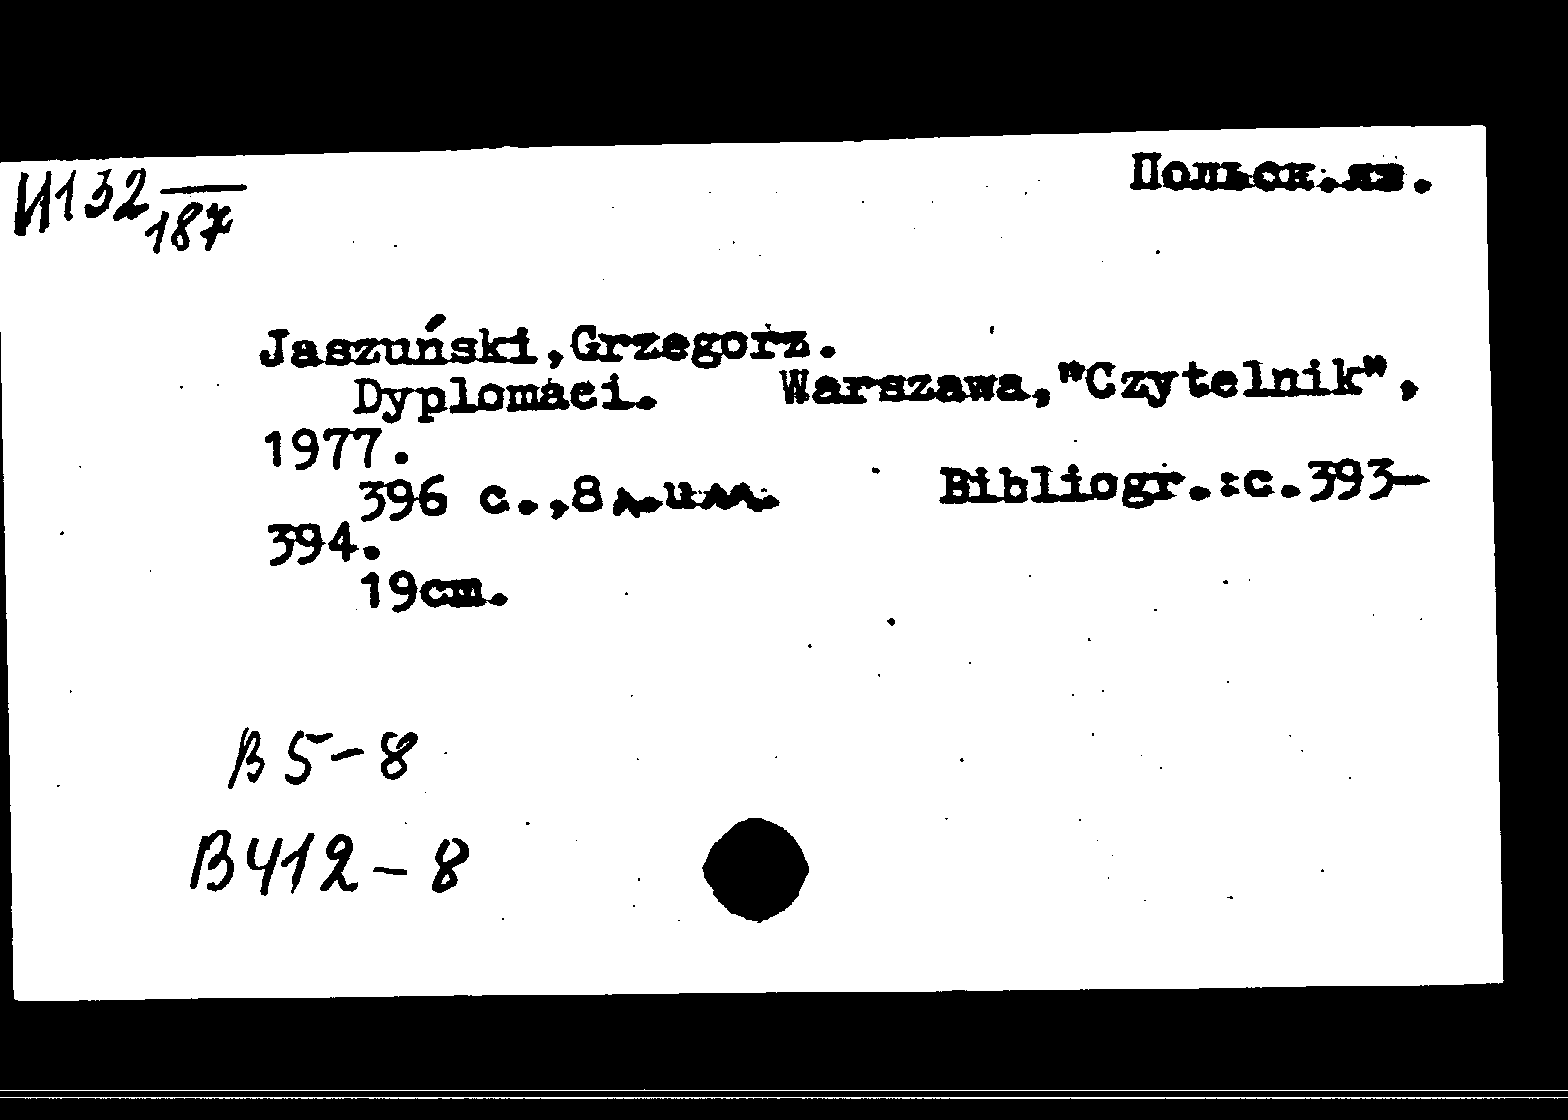 И132
187
Польск.яз.
Jaszuński,Grzegorz.
Dyplomaci. Warszawa,"Czytelnik",
1977.
396 с.,8 л.ил. Bibliogr.:с.393-
394.
19cm.
В5-8
В412-8